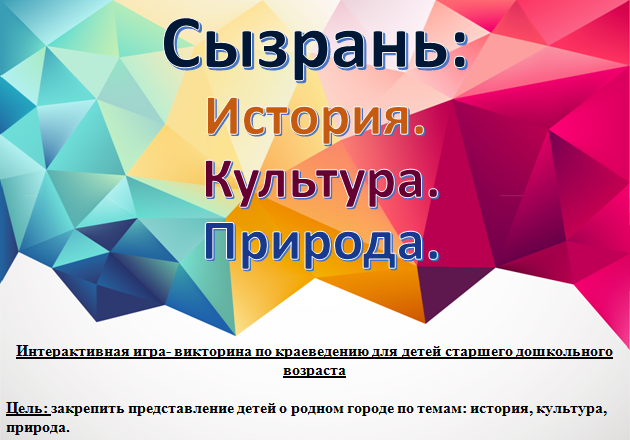 Сызрань:
История.
Культура.
Природа.
Интерактивная игра- викторина по краеведению для детей старшего дошкольного
возраста
Цель: закрепить представление детей о родном городе по темам: история, культура,
природа.